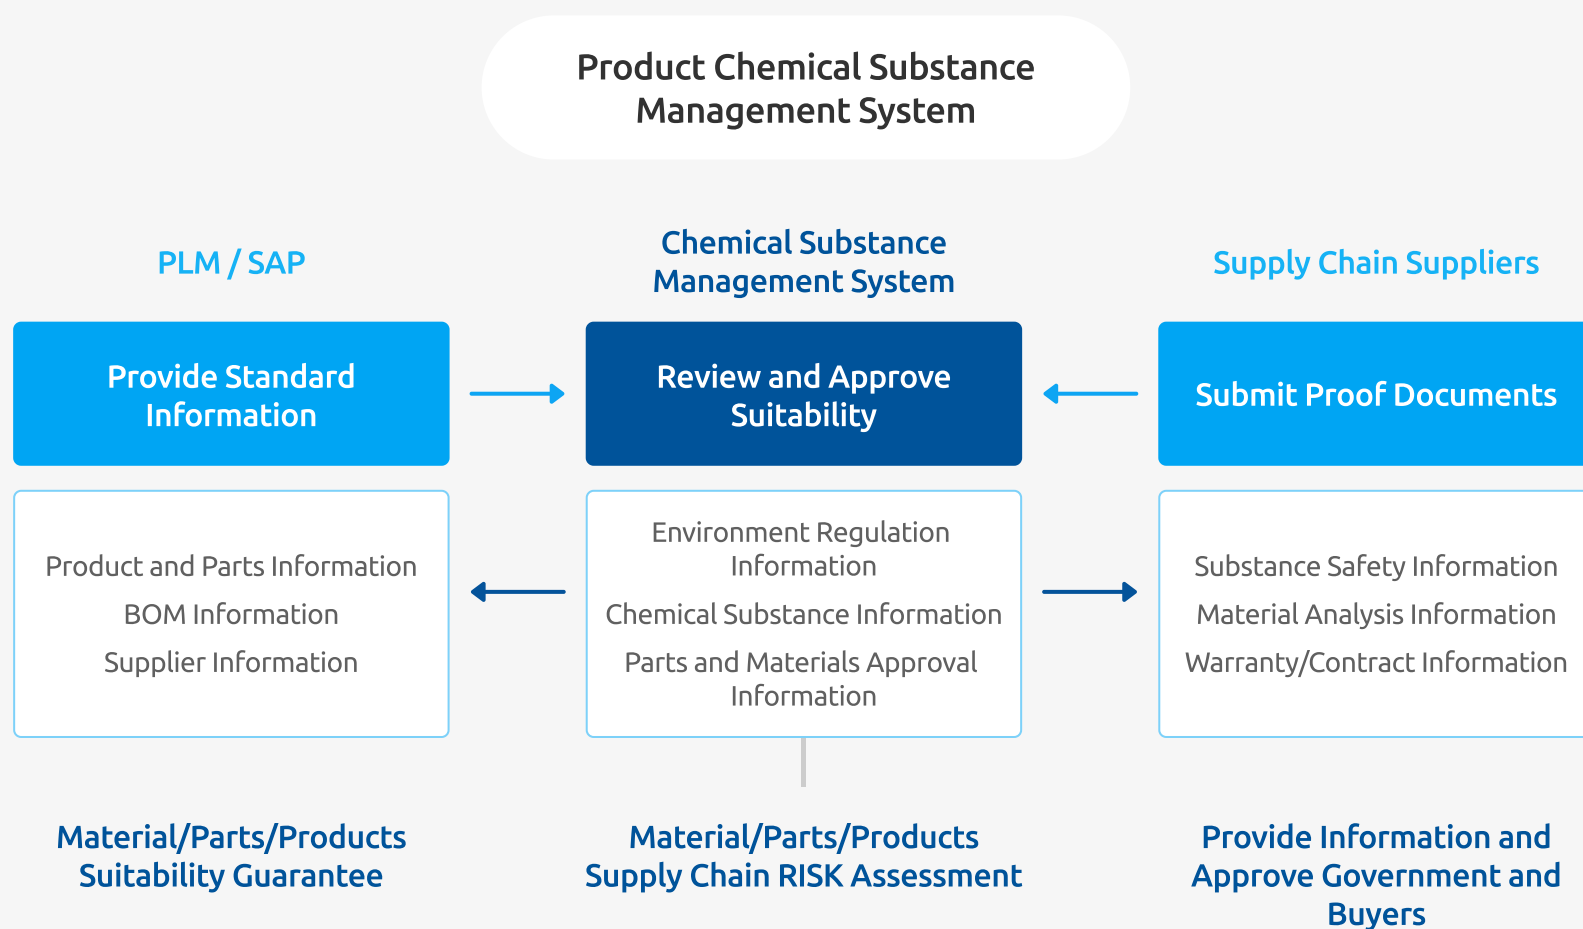 Product Chemical Substance
Management System
PLM / SAP
Chemical Substance
Management System
Supply Chain Suppliers
Provide Standard
Information
Review and Approve
Suitability
Submit Proof Documents
Product and Parts Information
BOM Information
Supplier Information
Environment Regulation
Information
Chemical Substance Information
Parts and Materials Approval
Information
Substance Safety Information
Material Analysis Information
Warranty/Contract Information
Material/Parts/Products
Suitability Guarantee
Material/Parts/Products
Supply Chain RISK Assessment
Provide Information and
Approve Government and
Buyers